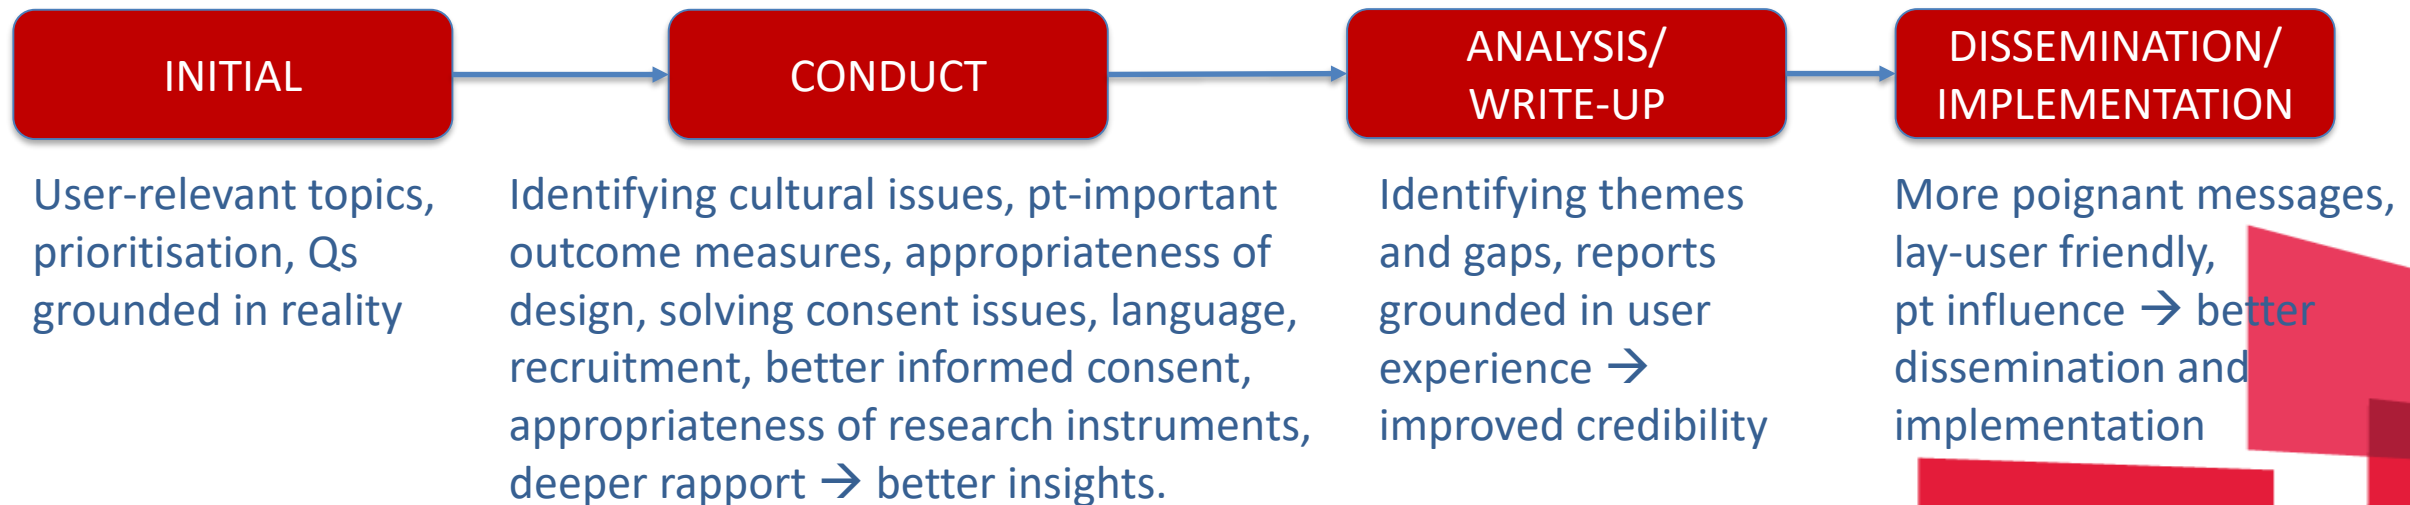 INITIAL
CONDUCT
ANALYSIS/
WRITE-UP
DISSEMINATION/
IMPLEMENTATION
User-relevant topics,
prioritisation, Qs
grounded in reality
Identifying cultural issues, pt-important
outcome measures, appropriateness of
design, solving consent issues, language,
recruitment, better informed consent,
appropriateness of research instruments,
deeper rapport → better insights.
Identifying themes
and gaps, reports
grounded in user
experience →
improved credibility
More poignant messages,
lay-user friendly,
pt influence → better
dissemination and
implementation